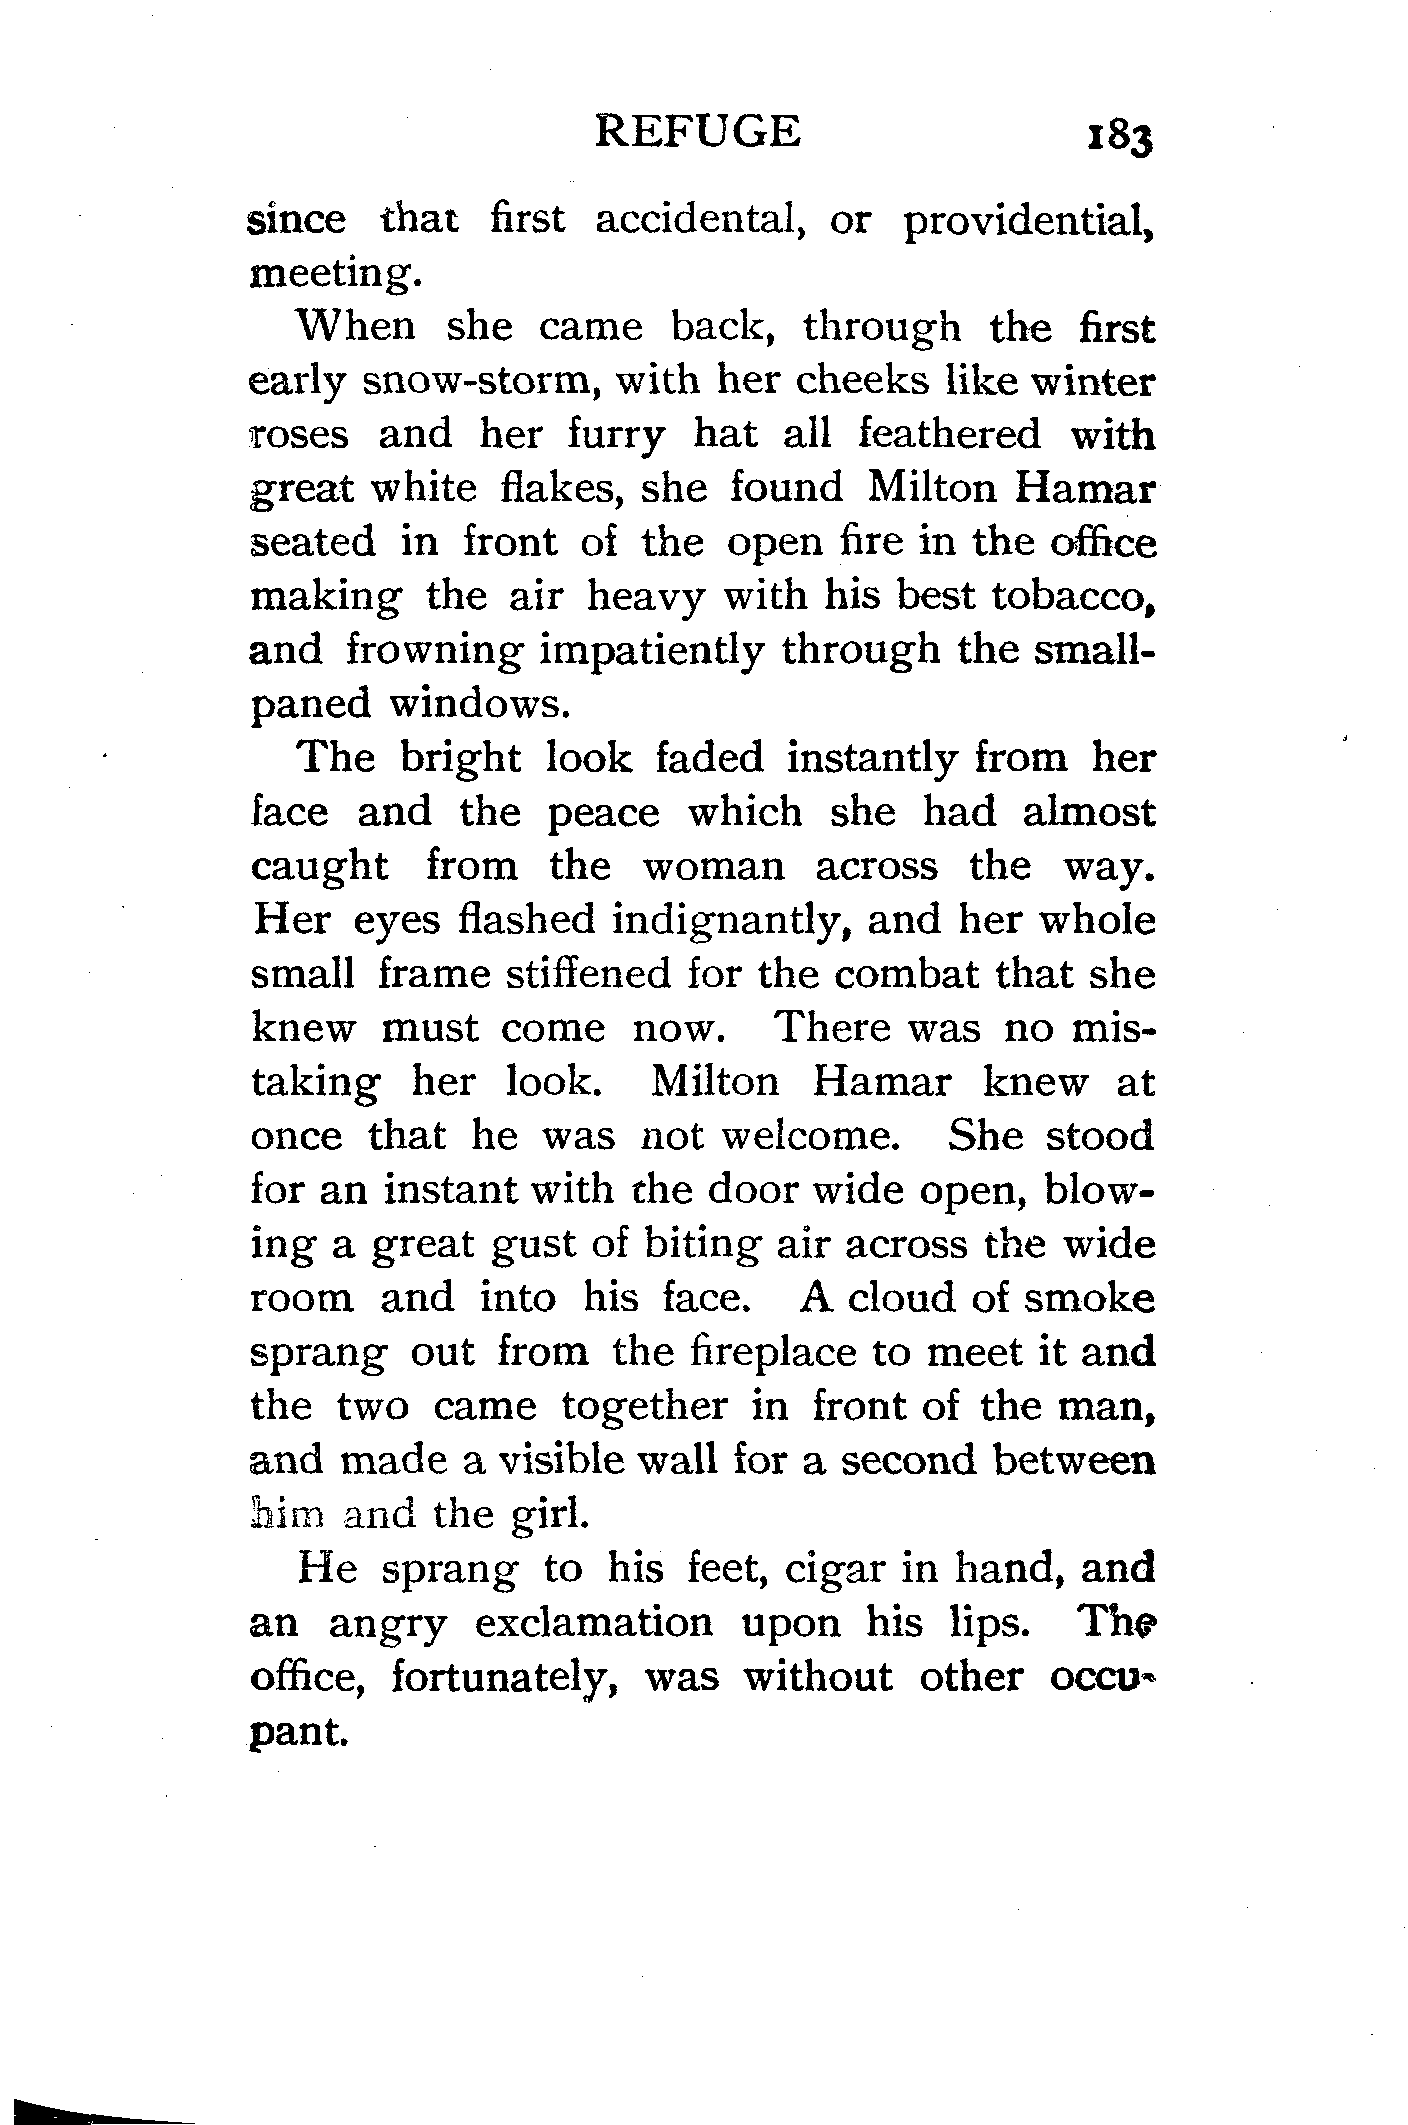 REFUGE 183
since that first accidental, or providential,
meeting.
When she came back, through the first
early snow-storm, with her cheeks like winter
roses and her furry hat all feathered with
great white flakes, she found Milton Hamar
seated in front of the open fire in the office
making the air heavy with his best tobacco,
and frowning impatiently through the small-
paned windows.
The bright look faded instantly from her
face and the peace which she had almost
caught from the woman across the way.
Her eyes flashed indignantly, and her whole
small frame stiffened for the combat that she
knew must come now. There was no mis-
taking her look. Milton Hamar knew at
once that he was not welcome. She stood
for an instant with the door wide open, blow-
ing a great gust of biting air across the wide
room and into his face. A cloud of smoke
sprang out from the fireplace to meet it and
the two came together in front of the man,
and made a visible wall for a second between
him and the girl.
He sprang to his feet, cigar in hand, and
an angry exclamation upon his lips. The
office, fortunately, was without other occu-
pant.